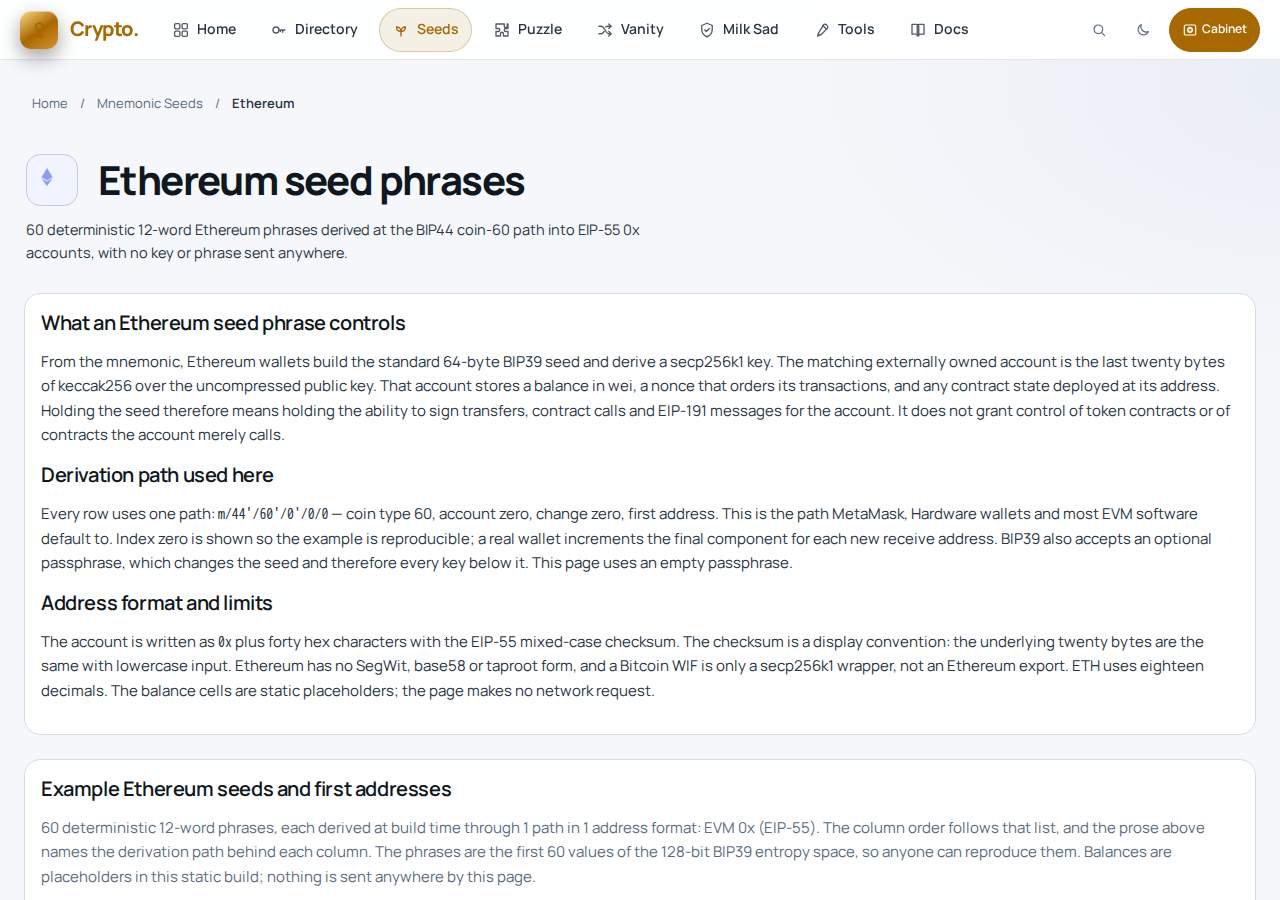 Crypto.
Home
Directory
Seeds
Puzzle
Vanity
Milk Sad
Tools
Docs
Cabinet
Home / Mnemonic Seeds / Ethereum
Ethereum seed phrases
60 deterministic 12-word Ethereum phrases derived at the BIP44 coin-60 path into EIP-55 0x
accounts, with no key or phrase sent anywhere.
What an Ethereum seed phrase controls
From the mnemonic, Ethereum wallets build the standard 64-byte BIP39 seed and derive a secp256k1 key. The matching externally owned account is the last twenty bytes
of keccak256 over the uncompressed public key. That account stores a balance in wei, a nonce that orders its transactions, and any contract state deployed at its address.
Holding the seed therefore means holding the ability to sign transfers, contract calls and EIP-191 messages for the account. It does not grant control of token contracts or of
contracts the account merely calls.
Derivation path used here
Every row uses one path: m/44'/60'/0'/0/0 — coin type 60, account zero, change zero, first address. This is the path MetaMask, Hardware wallets and most EVM software
default to. Index zero is shown so the example is reproducible; a real wallet increments the final component for each new receive address. BIP39 also accepts an optional
passphrase, which changes the seed and therefore every key below it. This page uses an empty passphrase.
Address format and limits
The account is written as 0x plus forty hex characters with the EIP-55 mixed-case checksum. The checksum is a display convention: the underlying twenty bytes are the
same with lowercase input. Ethereum has no SegWit, base58 or taproot form, and a Bitcoin WIF is only a secp256k1 wrapper, not an Ethereum export. ETH uses eighteen
decimals. The balance cells are static placeholders; the page makes no network request.
Example Ethereum seeds and first addresses
60 deterministic 12-word phrases, each derived at build time through 1 path in 1 address format: EVM 0x (EIP-55). The column order follows that list, and the prose above
names the derivation path behind each column. The phrases are the first 60 values of the 128-bit BIP39 entropy space, so anyone can reproduce them. Balances are
placeholders in this static build; nothing is sent anywhere by this page.